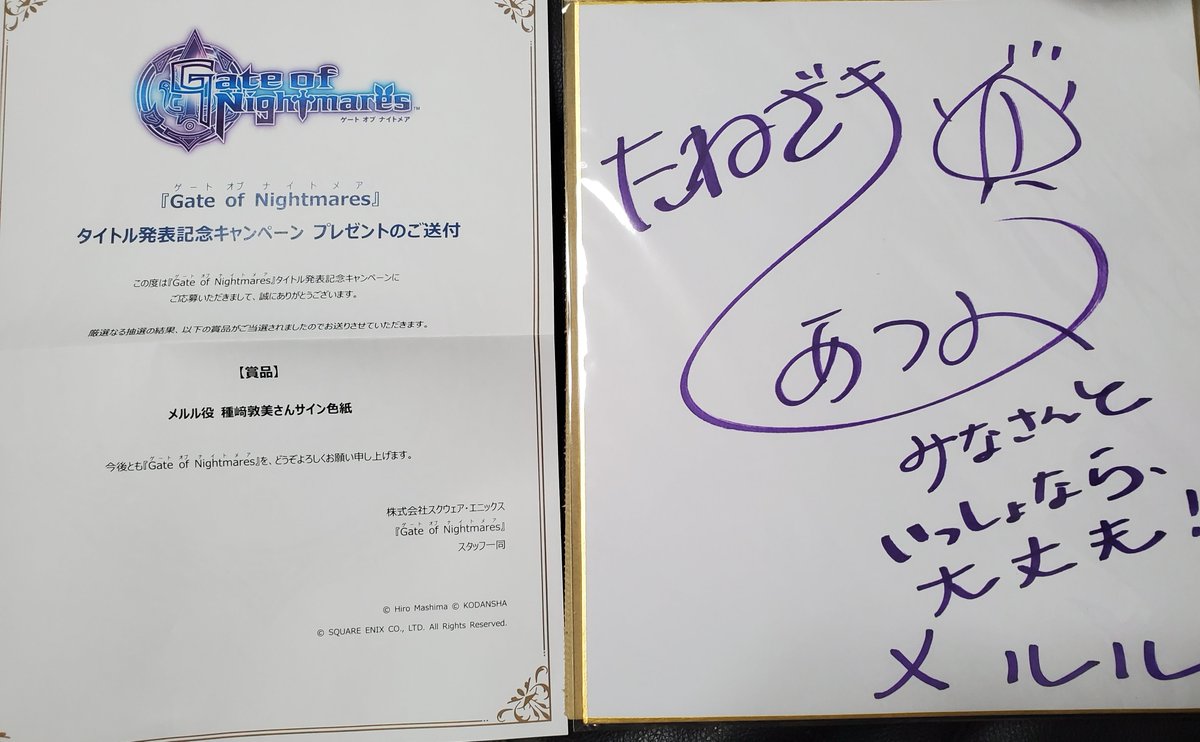 Gate of
Nightmares™
ゲート オブ ナイトメア
ゲート オブ ナイトメア
『Gate of Nightmares』
タイトル発表記念キャンペーン プレゼントのご送付
ゲート オブ ナイトメア
この度は『Gate of Nightmares』タイトル発表記念キャンペーンに
ご応募いただきまして、誠にありがとうございます。
厳選なる抽選の結果、以下の賞品がご当選されましたのでお送りさせていただきます。
【賞品】
メルル役 種﨑敦美さんサイン色紙
ゲート オブ ナイトメア
今後とも『Gate of Nightmares』を、どうぞよろしくお願い申し上げます。
株式会社スクウェア・エニックス
ゲート オブ ナイトメア
『Gate of Nightmares』
スタッフ一同
© Hiro Mashima © KODANSHA
© SQUARE ENIX CO., LTD. All Rights Reserved.
たねざき
あつみ
みなさんと
いっしょなら、
大丈夫！
メルル